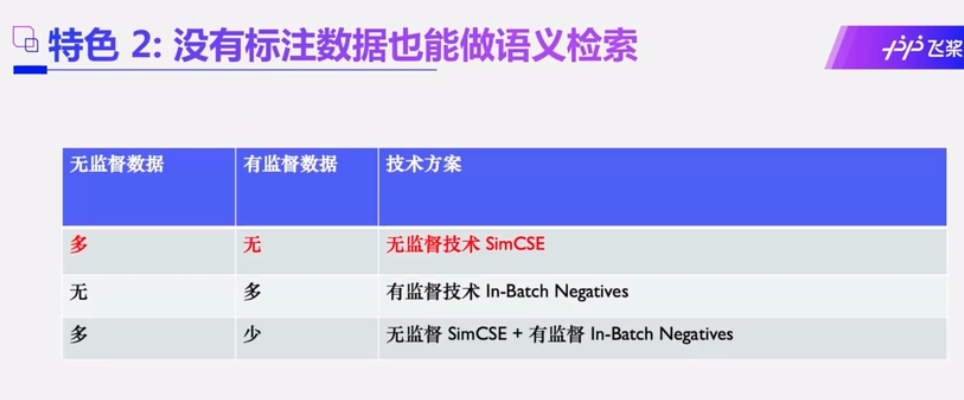 特色 2: 没有标注数据也能做语义检索
飞桨
无监督数据 有监督数据 技术方案
多 无 无监督技术 SimCSE
无 多 有监督技术 In-Batch Negatives
多 少 无监督 SimCSE + 有监督 In-Batch Negatives